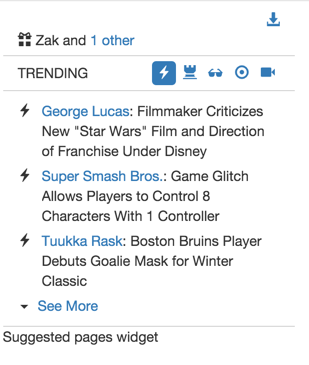 Zak and 1 other
TRENDING
George Lucas: Filmmaker Criticizes
New "Star Wars" Film and Direction
of Franchise Under Disney
Super Smash Bros.: Game Glitch
Allows Players to Control 8
Characters With 1 Controller
Tuukka Rask: Boston Bruins Player
Debuts Goalie Mask for Winter
Classic
See More
Suggested pages widget